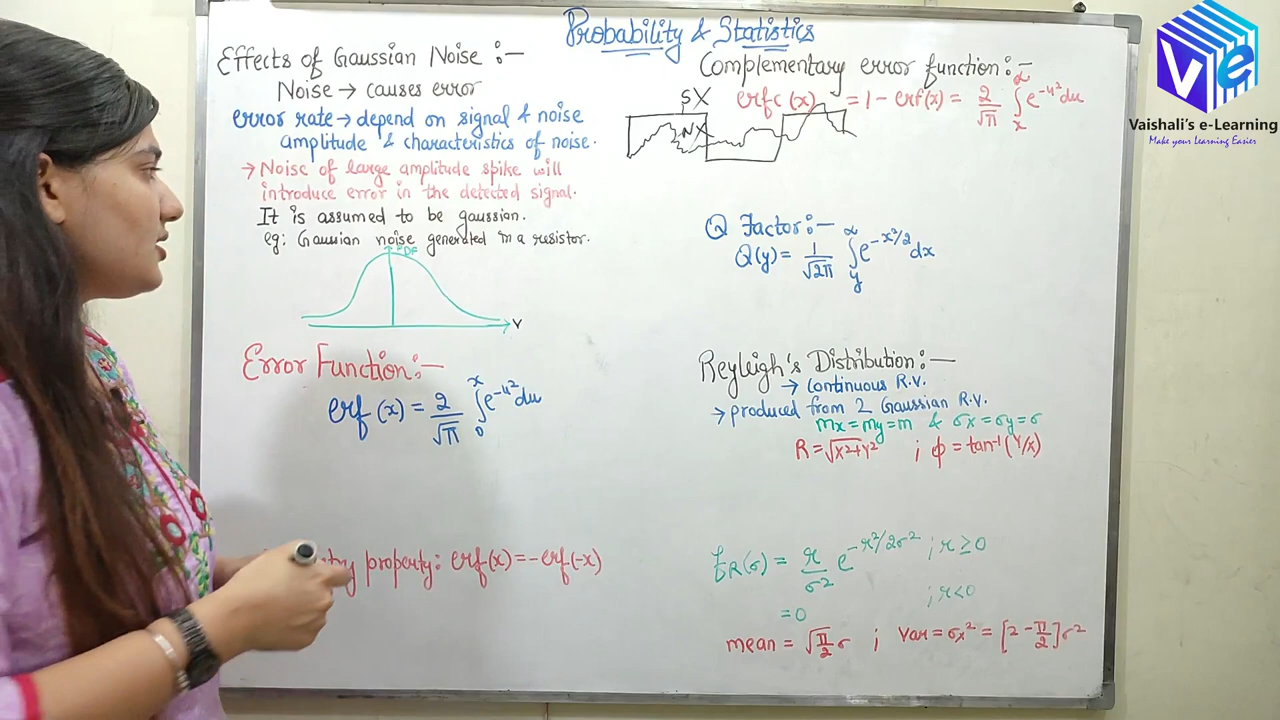 Probability & Statistics
Effects of Gaussian Noise :-
Noise → causes error
error rate → depend on signal & noise
amplitude & characteristics of noise.
→ Noise of large amplitude spike will
introduce error in the detected signal.
It is assumed to be gaussian.
eg: Gaussian noise generated in a resistor.
PDF
V
Error Function :-
erf (x) = 2/√π ∫₀ˣ e^-u² du
property: erf(x) = -erf(-x)
Complementary error function :-
erfc (x) = 1 - erf(x) = 2/√π ∫ₓ^∝ e^-u² du
SX
NX
Q Factor :-
Q(y) = 1/√2π ∫_y^∝ e^-x²/2 dx
Reyleigh's Distribution :-
→ Continuous R.V.
→ produced from 2 Gaussian R.V.
mx = my = m & σx = σy = σ
R = √x²+y² ; φ = tan⁻¹ (Y/X)
R(σ) = r/σ² e^-r²/2σ² ; r ≥ 0
= 0 ; r < 0
mean = √π/2 σ ; Var = σx² = [2 - π/2] σ²
Ve
Vaishali's e-Learning
Make your Learning Easier